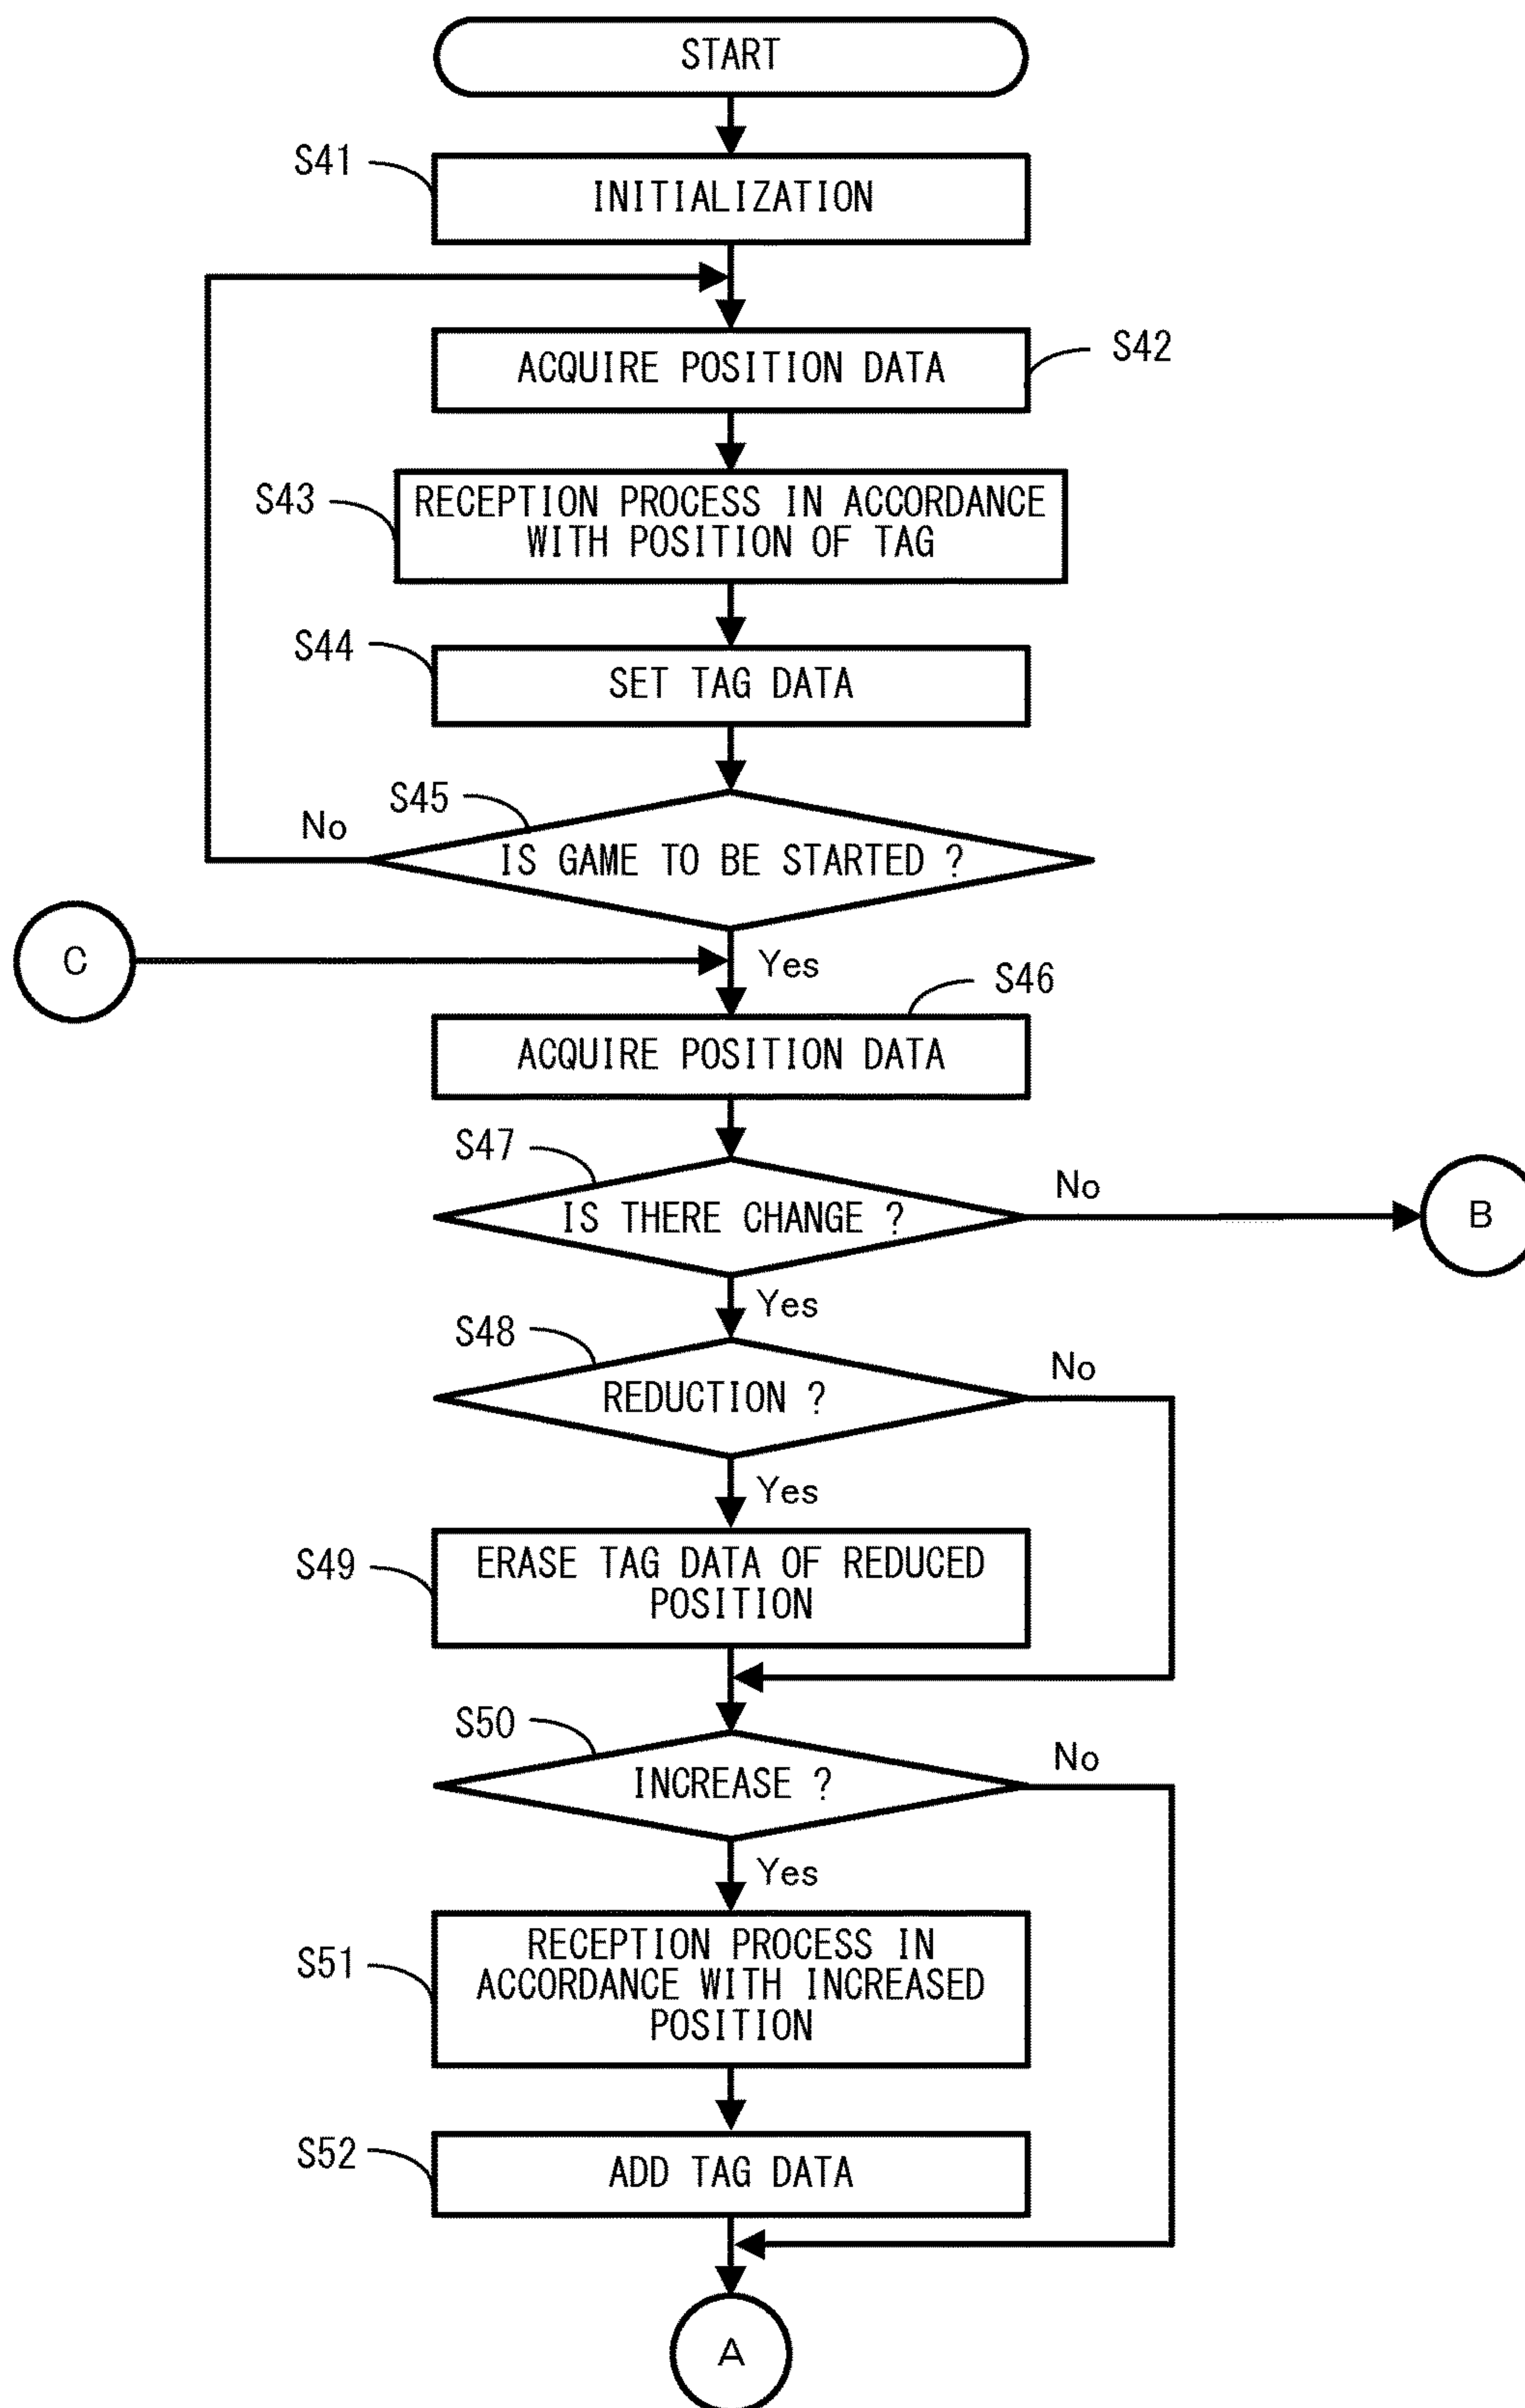 START
S41
INITIALIZATION
S42
ACQUIRE POSITION DATA
S43
RECEPTION PROCESS IN ACCORDANCE
WITH POSITION OF TAG
S44
SET TAG DATA
S45
No
IS GAME TO BE STARTED ?
C
Yes
S46
ACQUIRE POSITION DATA
S47
No
IS THERE CHANGE ?
B
Yes
S48
No
REDUCTION ?
Yes
S49
ERASE TAG DATA OF REDUCED
POSITION
S50
No
INCREASE ?
Yes
S51
RECEPTION PROCESS IN
ACCORDANCE WITH INCREASED
POSITION
S52
ADD TAG DATA
A